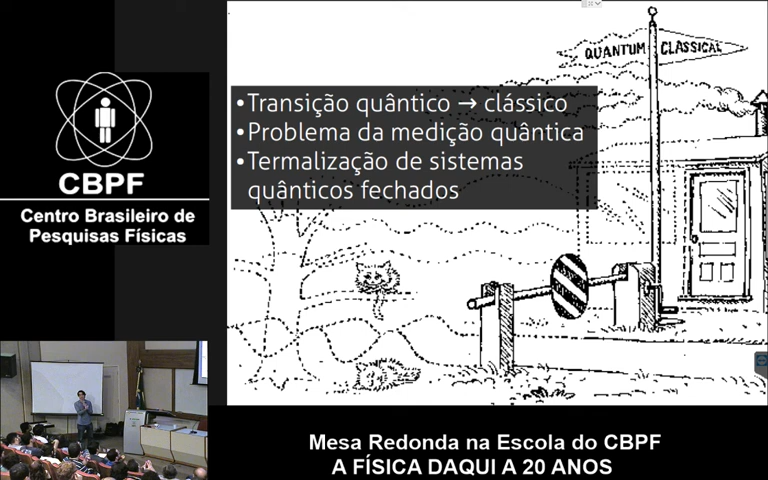 QUANTUM CLASSICAL
•Transição quântico → clássico
•Problema da medição quântica
•Termalização de sistemas
quânticos fechados
CBPF
Centro Brasileiro de
Pesquisas Físicas
Mesa Redonda na Escola do CBPF
A FÍSICA DAQUI A 20 ANOS